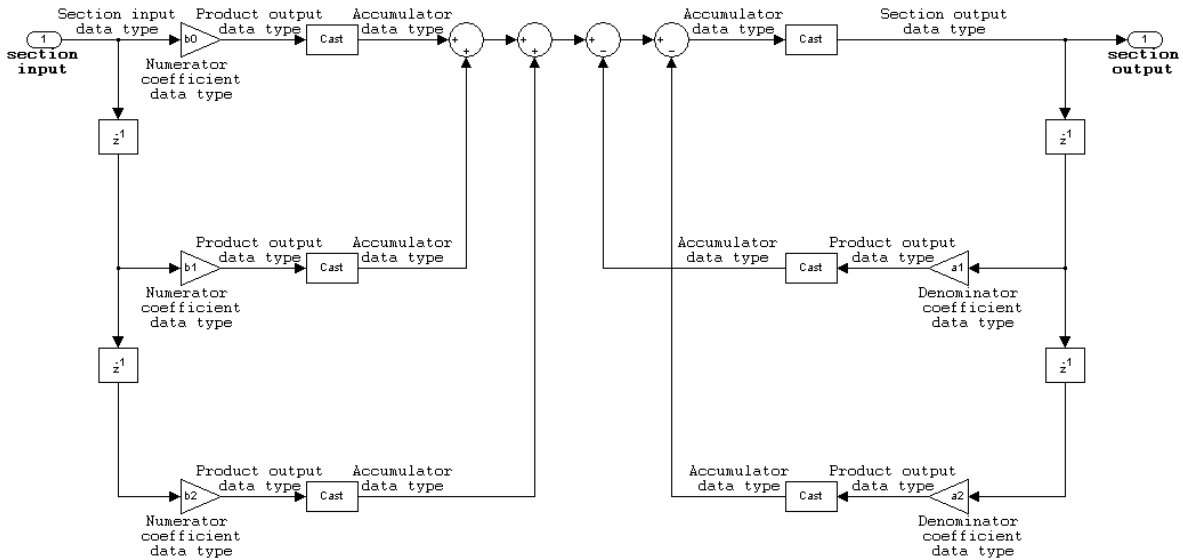 Section input
data type
Product output
data type
Accumulator
data type
Accumulator
data type
Section output
data type
1
section
input
b0
Cast
+
+
+
+
+
−
+
−
Cast
1
section
output
Numerator
coefficient
data type
z-1
z-1
Product output
data type
Accumulator
data type
Accumulator
data type
Product output
data type
b1
Cast
Cast
a1
Numerator
coefficient
data type
Denominator
coefficient
data type
z-1
z-1
Product output
data type
Accumulator
data type
Accumulator
data type
Product output
data type
b2
Cast
Cast
a2
Numerator
coefficient
data type
Denominator
coefficient
data type